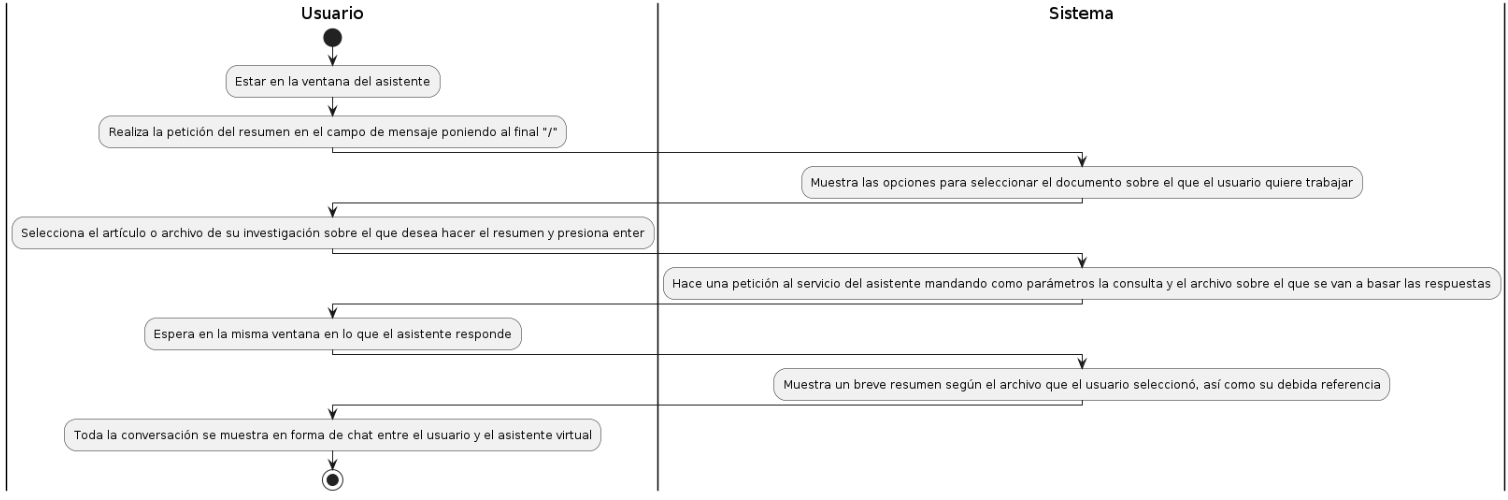 Usuario
Sistema
Estar en la ventana del asistente
Realiza la petición del resumen en el campo de mensaje poniendo al final "/"
Muestra las opciones para seleccionar el documento sobre el que el usuario quiere trabajar
Selecciona el artículo o archivo de su investigación sobre el que desea hacer el resumen y presiona enter
Hace una petición al servicio del asistente mandando como parámetros la consulta y el archivo sobre el que se van a basar las respuestas
Espera en la misma ventana en lo que el asistente responde
Muestra un breve resumen según el archivo que el usuario seleccionó, así como su debida referencia
Toda la conversación se muestra en forma de chat entre el usuario y el asistente virtual